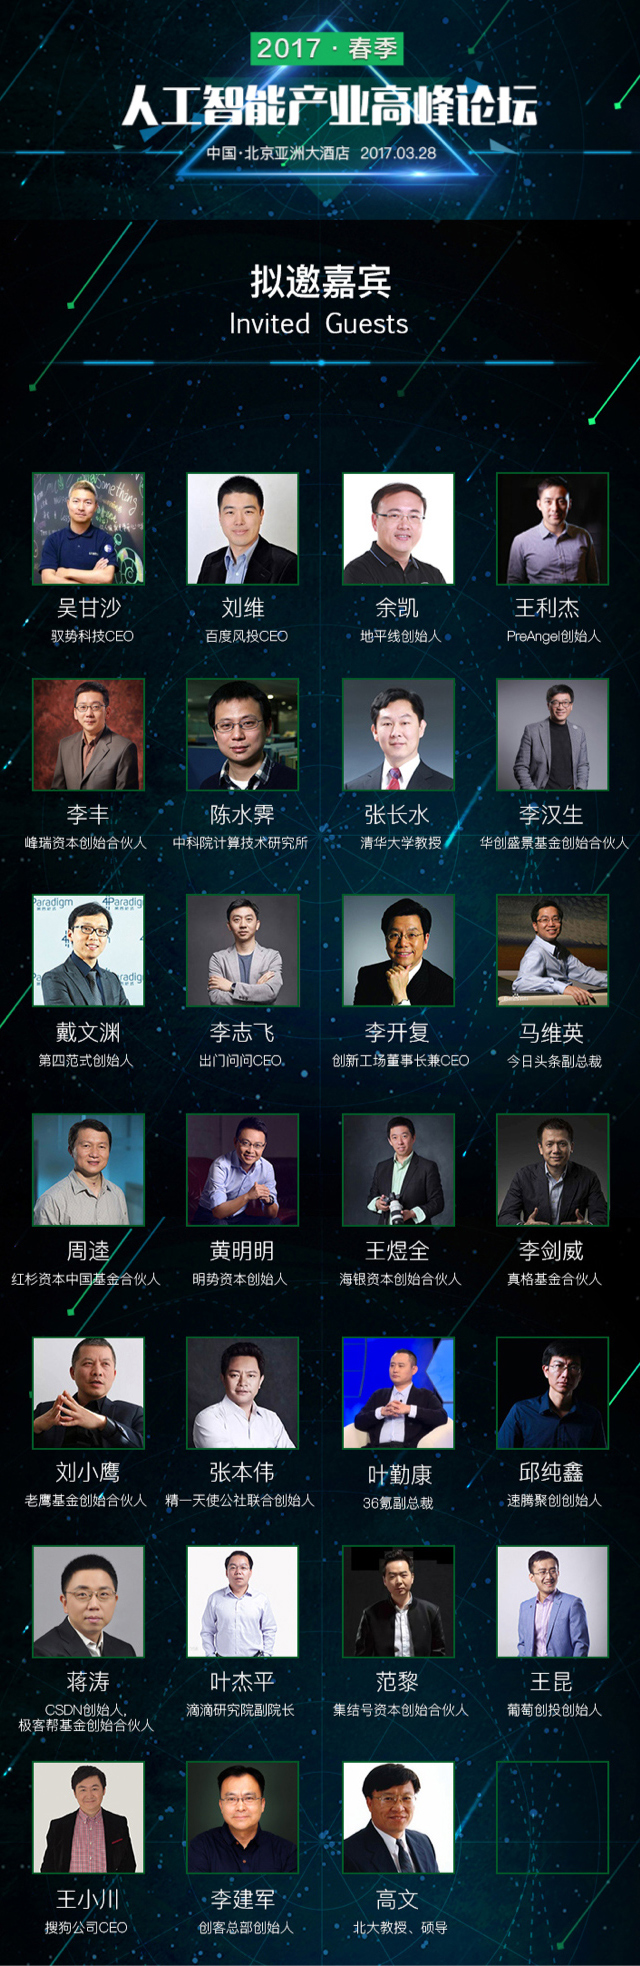 2017 · 春季
人工智能产业高峰论坛
中国·北京亚洲大酒店 2017.03.28
拟邀嘉宾
Invited Guests
吴甘沙 刘维 余凯 王利杰
驭势科技CEO 百度风投CEO 地平线创始人 PreAngel创始人
李丰 陈水霁 张长水 李汉生
峰瑞资本创始合伙人 中科院计算技术研究所 清华大学教授 华创盛景基金创始合伙人
Paradigm 4Paradigm
戴文渊 李志飞 李开复 马维英
第四范式创始人 出门问问CEO. 创新工场董事长兼CEO 今日头条副总裁
周逵 黄明明 王煜全 李剑威
红杉资本中国基金合伙人 明势资本创始人 海银资本创始合伙人 真格基金合伙人
刘小鹰 张本伟 叶勤康 邱纯鑫
老鹰基金创始合伙人 精一天使公社联合创始人 36氪副总裁 速腾聚创创始人
蒋涛 叶杰平 范黎 王昆
CSDN创始人, 滴滴研究院副院长 集结号资本创始合伙人 葡萄创投创始人
极客帮基金创始合伙人
王小川 李建军 高文
搜狗公司CEO 创客总部创始人 北大教授、硕导